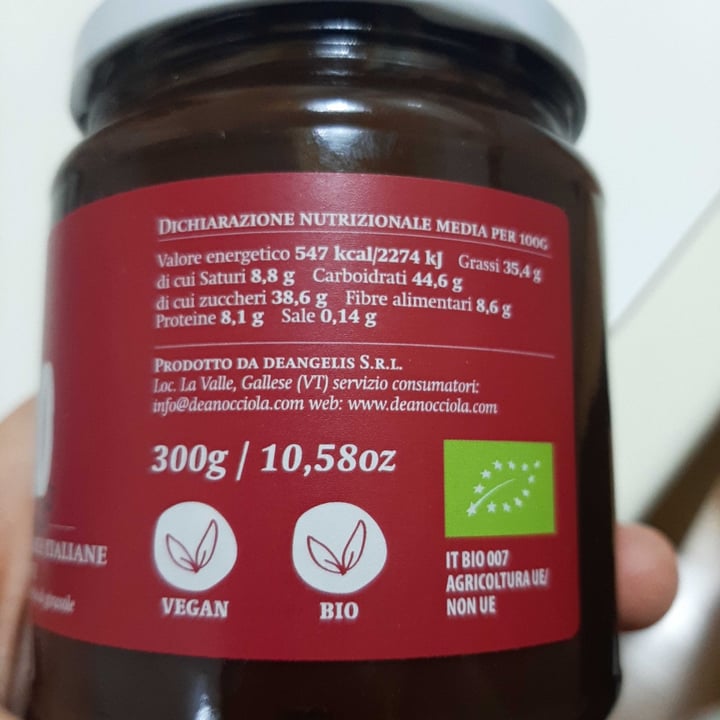 DICHIARAZIONE NUTRIZIONALE MEDIA PER 100G
Valore energetico 547 kcal/2274 kJ Grassi 35,4 g
di cui Saturi 8,8 g Carboidrati 44,6 g
di cui zuccheri 38,6 g Fibre alimentari 8,6 g
Proteine 8,1 g Sale 0,14 g
PRODOTTO DA DEANGELIS S.R.L.
Loc. La Valle, Gallese (VT) servizio consumatori:
info@deanocciola.com web: www.deanocciola.com
300g / 10,58oz
ITALIANE
VEGAN
BIO
IT BIO 007
AGRICOLTURA UE/
NON UE